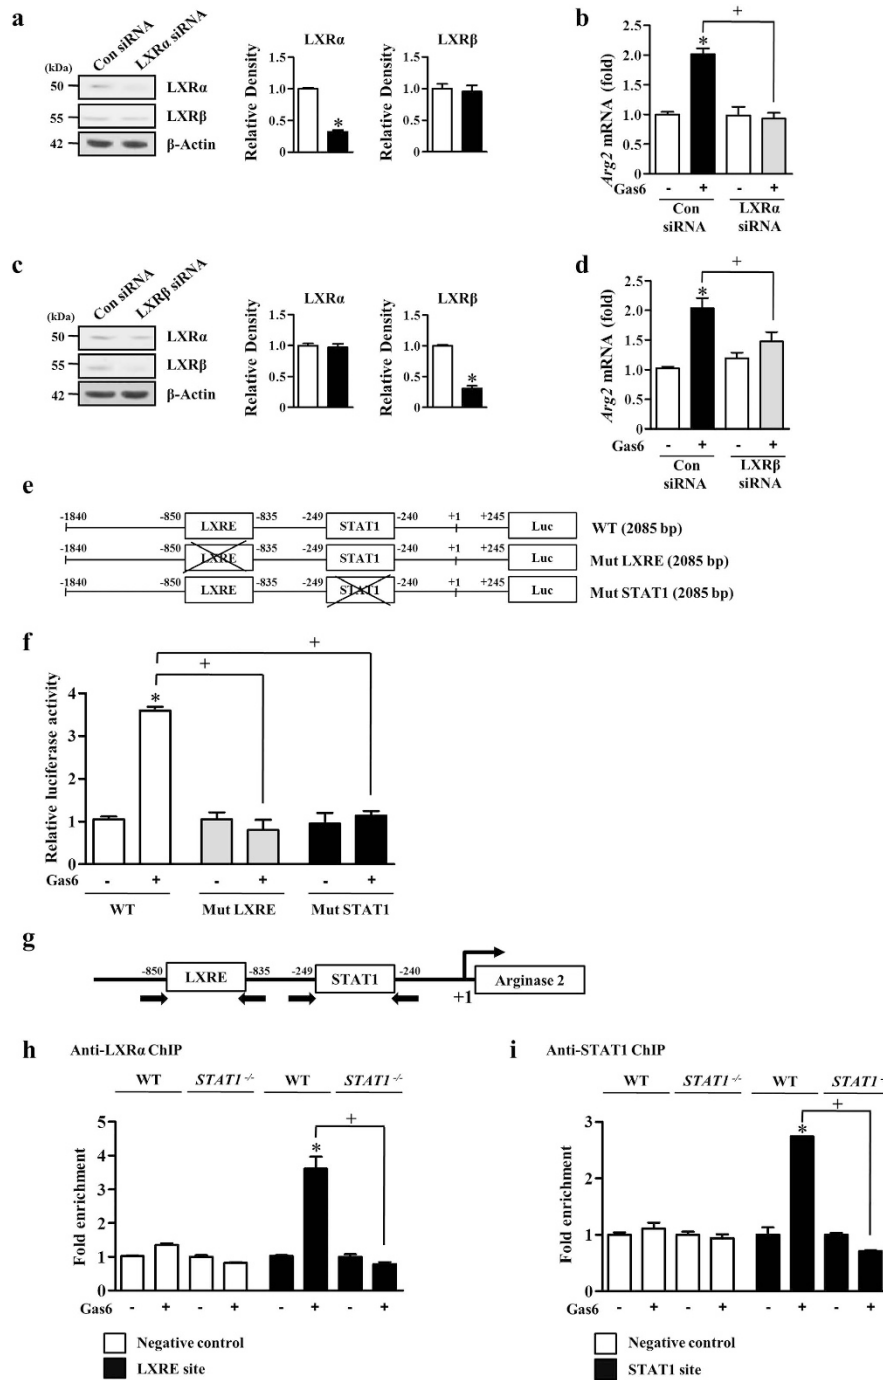 a
Con siRNA
LXRα siRNA
(kDa)
50
LXRα
55
LXRβ
42
β-Actin
LXRα
Relative Density
1.5
1.0
0.5
0
*
LXRβ
Relative Density
1.5
1.0
0.5
0
b
Arg2 mRNA (fold)
2.5
2.0
1.5
1.0
0.5
0
*
+
Gas6 - + - +
Con siRNA
LXRα siRNA
c
Con siRNA
LXRβ siRNA
(kDa)
50
LXRα
55
LXRβ
42
β-Actin
LXRα
Relative Density
1.5
1.0
0.5
0
LXRβ
Relative Density
1.5
1.0
0.5
0
*
d
Arg2 mRNA (fold)
2.5
2.0
1.5
1.0
0.5
0
*
+
Gas6 - + - +
Con siRNA
LXRβ siRNA
e
-1840 -850 LXRE -835 -249 STAT1 -240 +1 +245 Luc WT (2085 bp)
-1840 -850 LXRE -835 -249 STAT1 -240 +1 +245 Luc Mut LXRE (2085 bp)
-1840 -850 LXRE -835 -249 STAT1 -240 +1 +245 Luc Mut STAT1 (2085 bp)
f
Relative luciferase activity
4
3
2
1
0
*
+
+
Gas6 - + - + - +
WT Mut LXRE Mut STAT1
g
-850 LXRE -835 -249 STAT1 -240 +1 Arginase 2
h Anti-LXRα ChIP
WT STAT1 -/- WT STAT1 -/-
Fold enrichment
5
4
3
2
1
0
*
+
Gas6 - + - + - + - +
Negative control
LXRE site
i Anti-STAT1 ChIP
WT STAT1 -/- WT STAT1 -
Fold enrichment
3
2
1
0
*
+
Gas6 - + - + - + - +
Negative control
STAT1 site